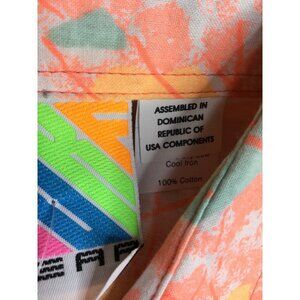 ASSEMBLED IN
DOMINICAN
REPUBLIC OF
USA COMPONENTS
Cool Iron
100% Cotton